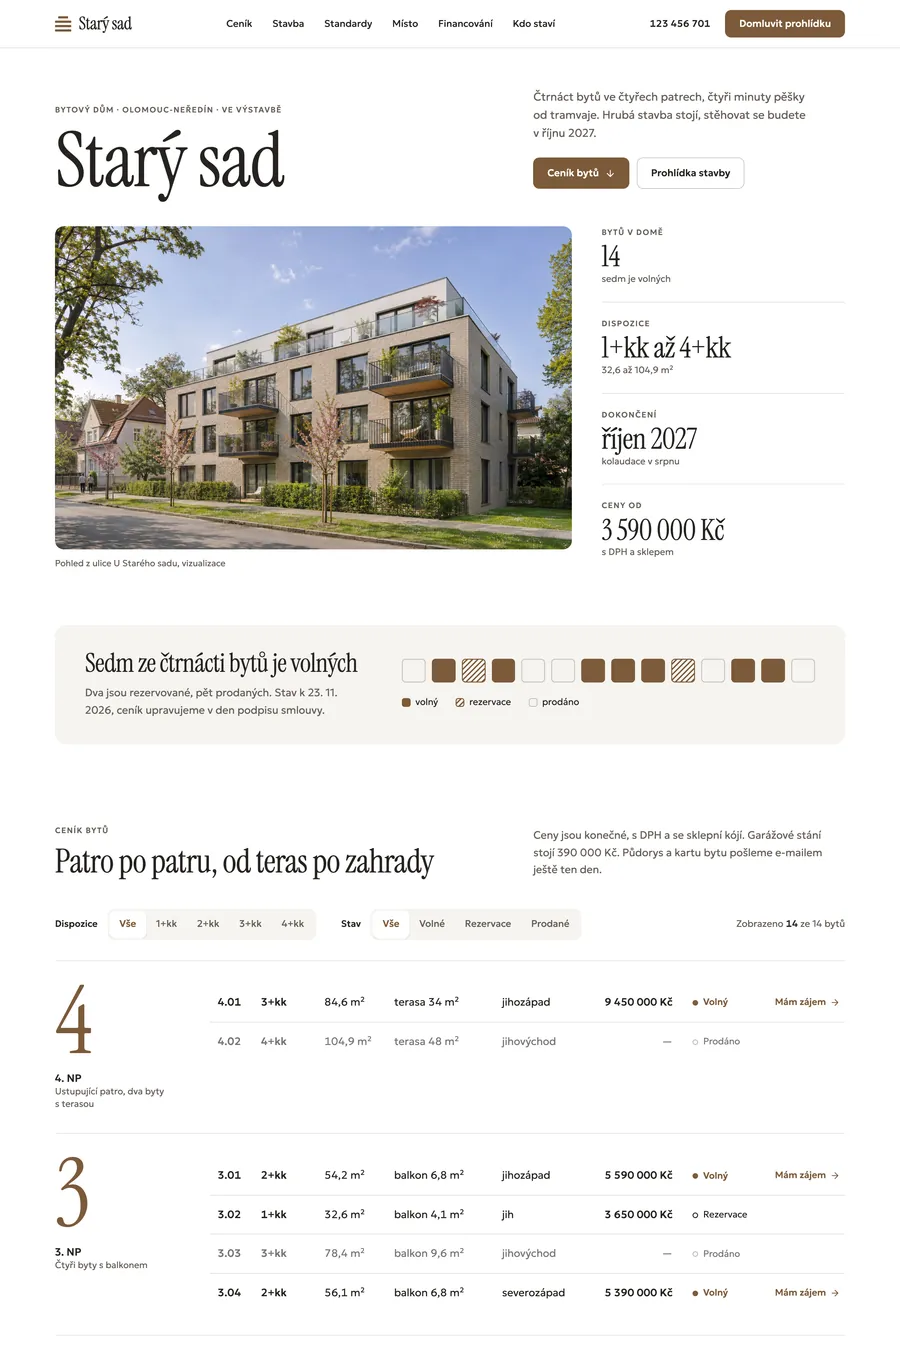 Starý sad
Ceník Stavba Standardy Místo Financování Kdo staví
123 456 701
Domluvit prohlídku
BYTOVÝ DŮM · OLOMOUC-NEŘEDÍN · VE VÝSTAVBĚ
Starý sad
Čtrnáct bytů ve čtyřech patrech, čtyři minuty pěšky
od tramvaje. Hrubá stavba stojí, stěhovat se budete
v říjnu 2027.
Ceník bytů ↓
Prohlídka stavby
BYTŮ V DOMĚ
14
sedm je volných
DISPOZICE
1+kk až 4+kk
32,6 až 104,9 m²
DOKONČENÍ
říjen 2027
kolaudace v srpnu
CENY OD
3 590 000 Kč
s DPH a sklepem
Pohled z ulice U Starého sadu, vizualizace
Sedm ze čtrnácti bytů je volných
Dva jsou rezervované, pět prodaných. Stav k 23. 11.
2026, ceník upravujeme v den podpisu smlouvy.
volný rezervace prodáno
CENÍK BYTŮ
Patro po patru, od teras po zahrady
Ceny jsou konečné, s DPH a se sklepní kójí. Garážové stání
stojí 390 000 Kč. Půdorys a kartu bytu pošleme e-mailem
ještě ten den.
Dispozice Vše 1+kk 2+kk 3+kk 4+kk
Stav Vše Volné Rezervace Prodané
Zobrazeno 14 ze 14 bytů
4
4. NP
Ustupující patro, dva byty
s terasou
4.01 3+kk 84,6 m² terasa 34 m² jihozápad 9 450 000 Kč Volný Mám zájem →
4.02 4+kk 104,9 m² terasa 48 m² jihovýchod — Prodáno
3
3. NP
Čtyři byty s balkonem
3.01 2+kk 54,2 m² balkon 6,8 m² jihozápad 5 590 000 Kč Volný Mám zájem →
3.02 1+kk 32,6 m² balkon 4,1 m² jih 3 650 000 Kč Rezervace
3.03 3+kk 78,4 m² balkon 9,6 m² jihovýchod — Prodáno
3.04 2+kk 56,1 m² balkon 6,8 m² severozápad 5 390 000 Kč Volný Mám zájem →